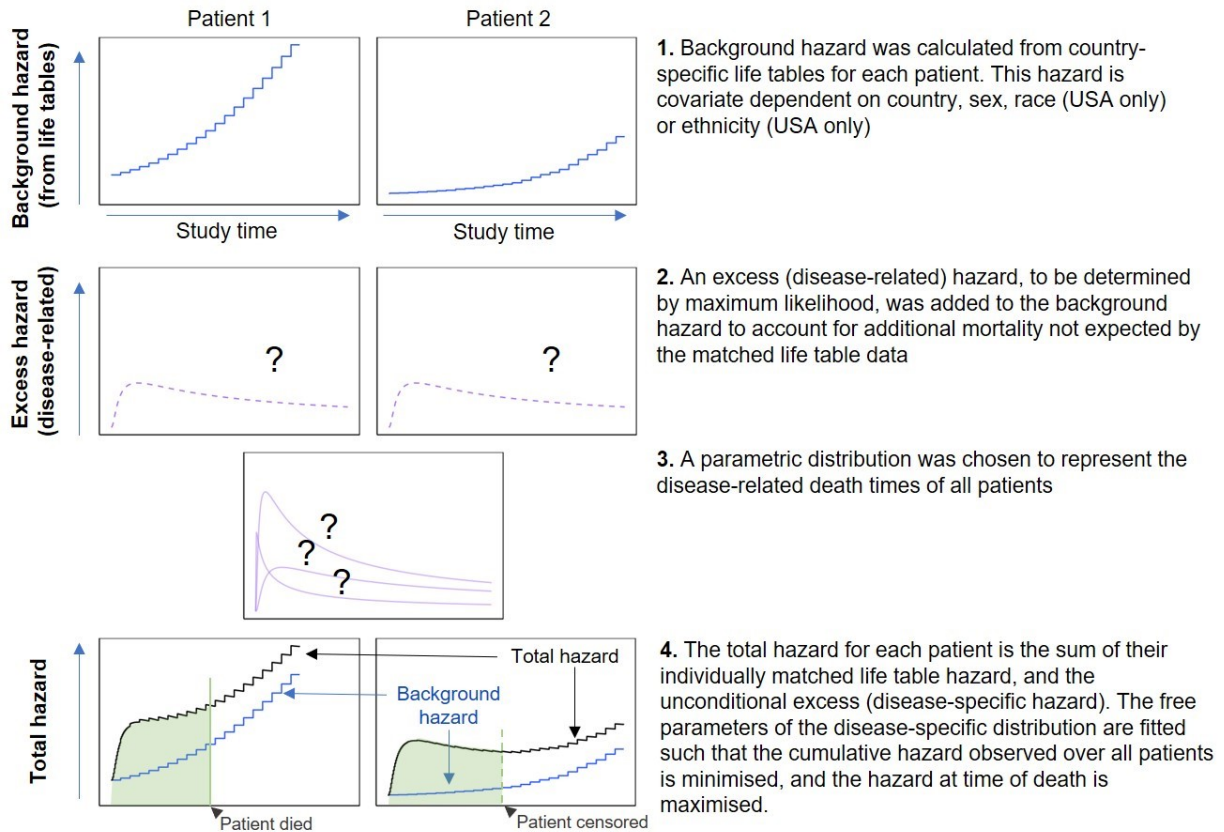 Patient 1
Patient 2
Background hazard
(from life tables)
Study time
Study time
1. Background hazard was calculated from country-
specific life tables for each patient. This hazard is
covariate dependent on country, sex, race (USA only)
or ethnicity (USA only)
Excess hazard
(disease-related)
?
?
2. An excess (disease-related) hazard, to be determined
by maximum likelihood, was added to the background
hazard to account for additional mortality not expected by
the matched life table data
?
?
?
3. A parametric distribution was chosen to represent the
disease-related death times of all patients
Total hazard
Total hazard
Background
hazard
Patient died
Patient censored
4. The total hazard for each patient is the sum of their
individually matched life table hazard, and the
unconditional excess (disease-specific hazard). The free
parameters of the disease-specific distribution are fitted
such that the cumulative hazard observed over all patients
is minimised, and the hazard at time of death is
maximised.